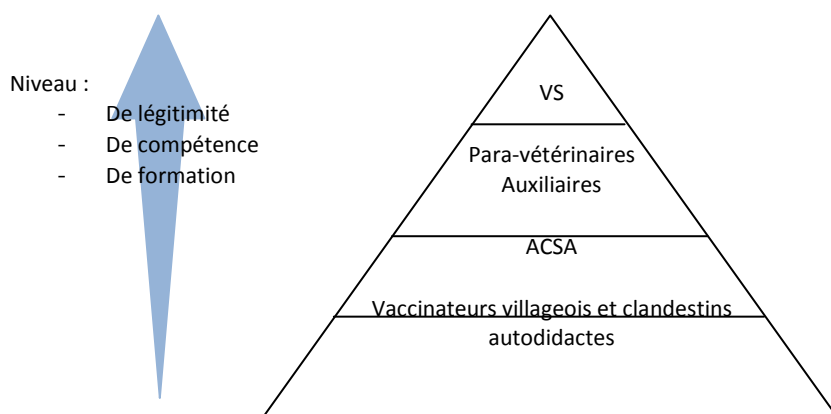 Niveau :
- De légitimité
- De compétence
- De formation
VS
Para-vétérinaires
Auxiliaires
ACSA
Vaccinateurs villageois et clandestins
autodidactes